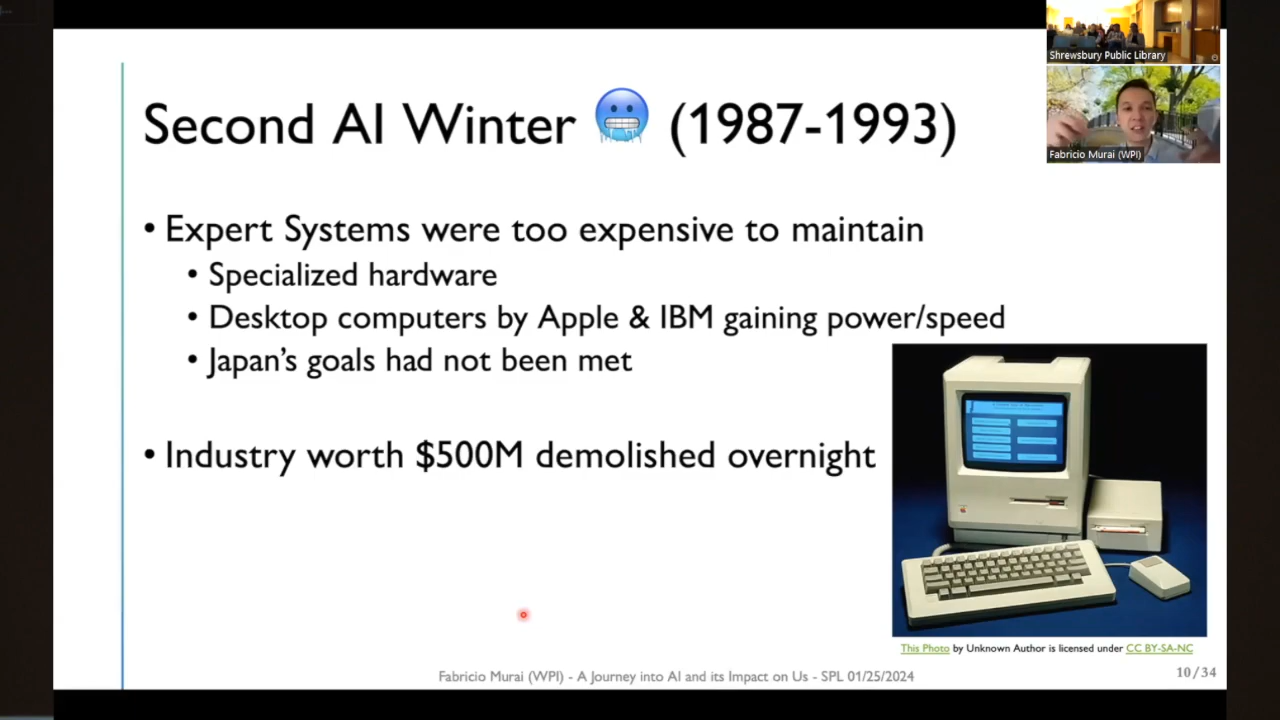 Shrewsbury Public Library
Fabricio Murai (WPI)
Second AI Winter 🥶 (1987-1993)
• Expert Systems were too expensive to maintain
• Specialized hardware
• Desktop computers by Apple & IBM gaining power/speed
• Japan's goals had not been met
• Industry worth $500M demolished overnight
This Photo by Unknown Author is licensed under CC BY-SA-NC
Fabricio Murai (WPI) - A Journey into AI and its Impact on Us - SPL 01/25/2024
10/34